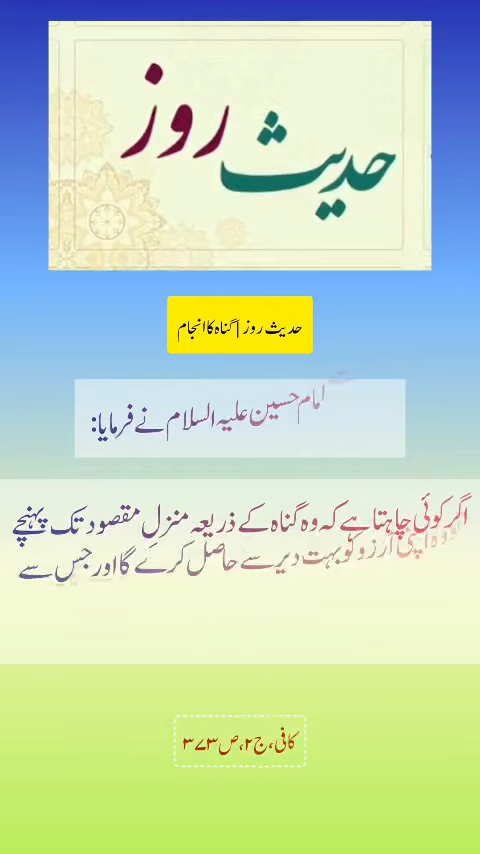 حدیث روز
حدیث روز | گناہ کا انجام
امام حسین علیہ السلام نے فرمایا:
اگر کوئی چاہتا ہے کہ وہ گناہ کے ذریعہ منزلِ مقصود تک پہنچے
وہ اپنی آرزو کو بہت دیر سے حاصل کرے گا اور جس سے
کافی، ج۲، ص۳۷۳